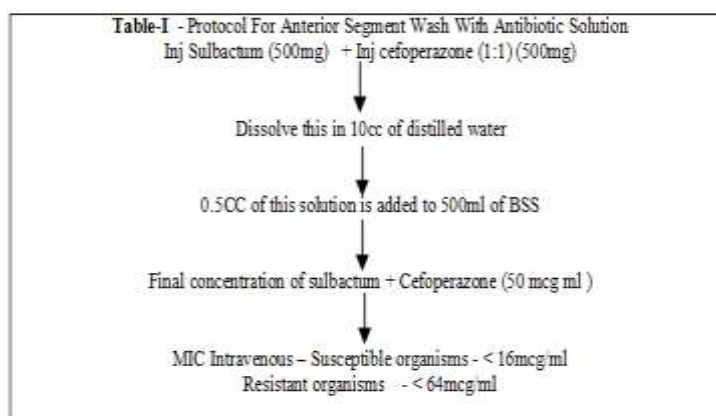 Table-I - Protocol For Anterior Segment Wash With Antibiotic Solution
Inj Sulbactum (500mg) + Inj cefoperazone (1:1) (500mg)
Dissolve this in 10cc of distilled water
0.5CC of this solution is added to 500ml of BSS
Final concentration of sulbactum + Cefoperazone (50 mcg ml )
MIC Intravenous – Susceptible organisms - < 16mcg/ml
Resistant organisms - < 64mcg/ml